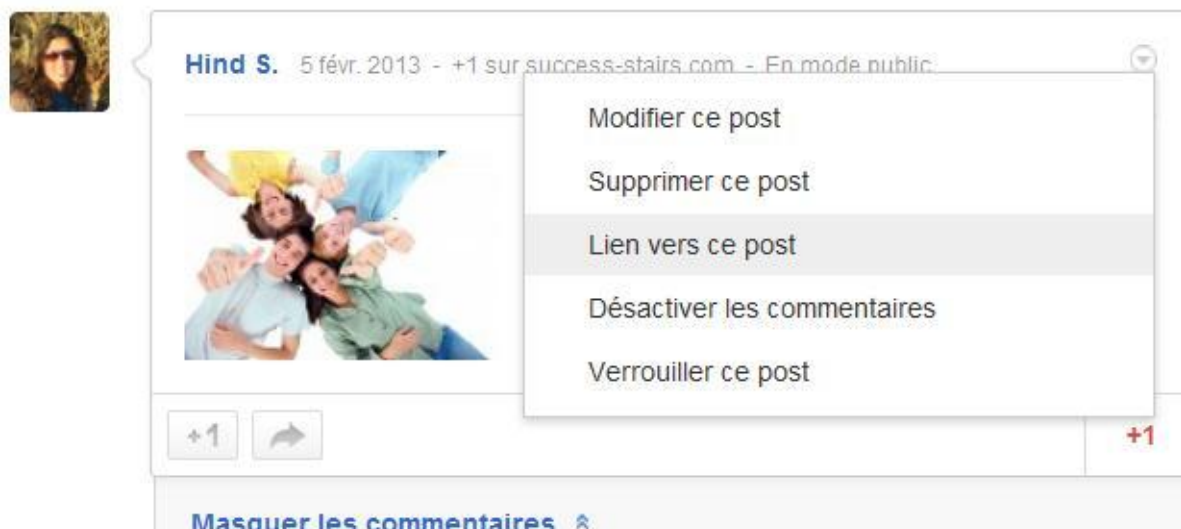 Hind S. 5 févr. 2013 - +1 sur success-stairs.com - En mode public
Modifier ce post
Supprimer ce post
Lien vers ce post
Désactiver les commentaires
Verrouiller ce post
+1
+1
Masquer les commentaires